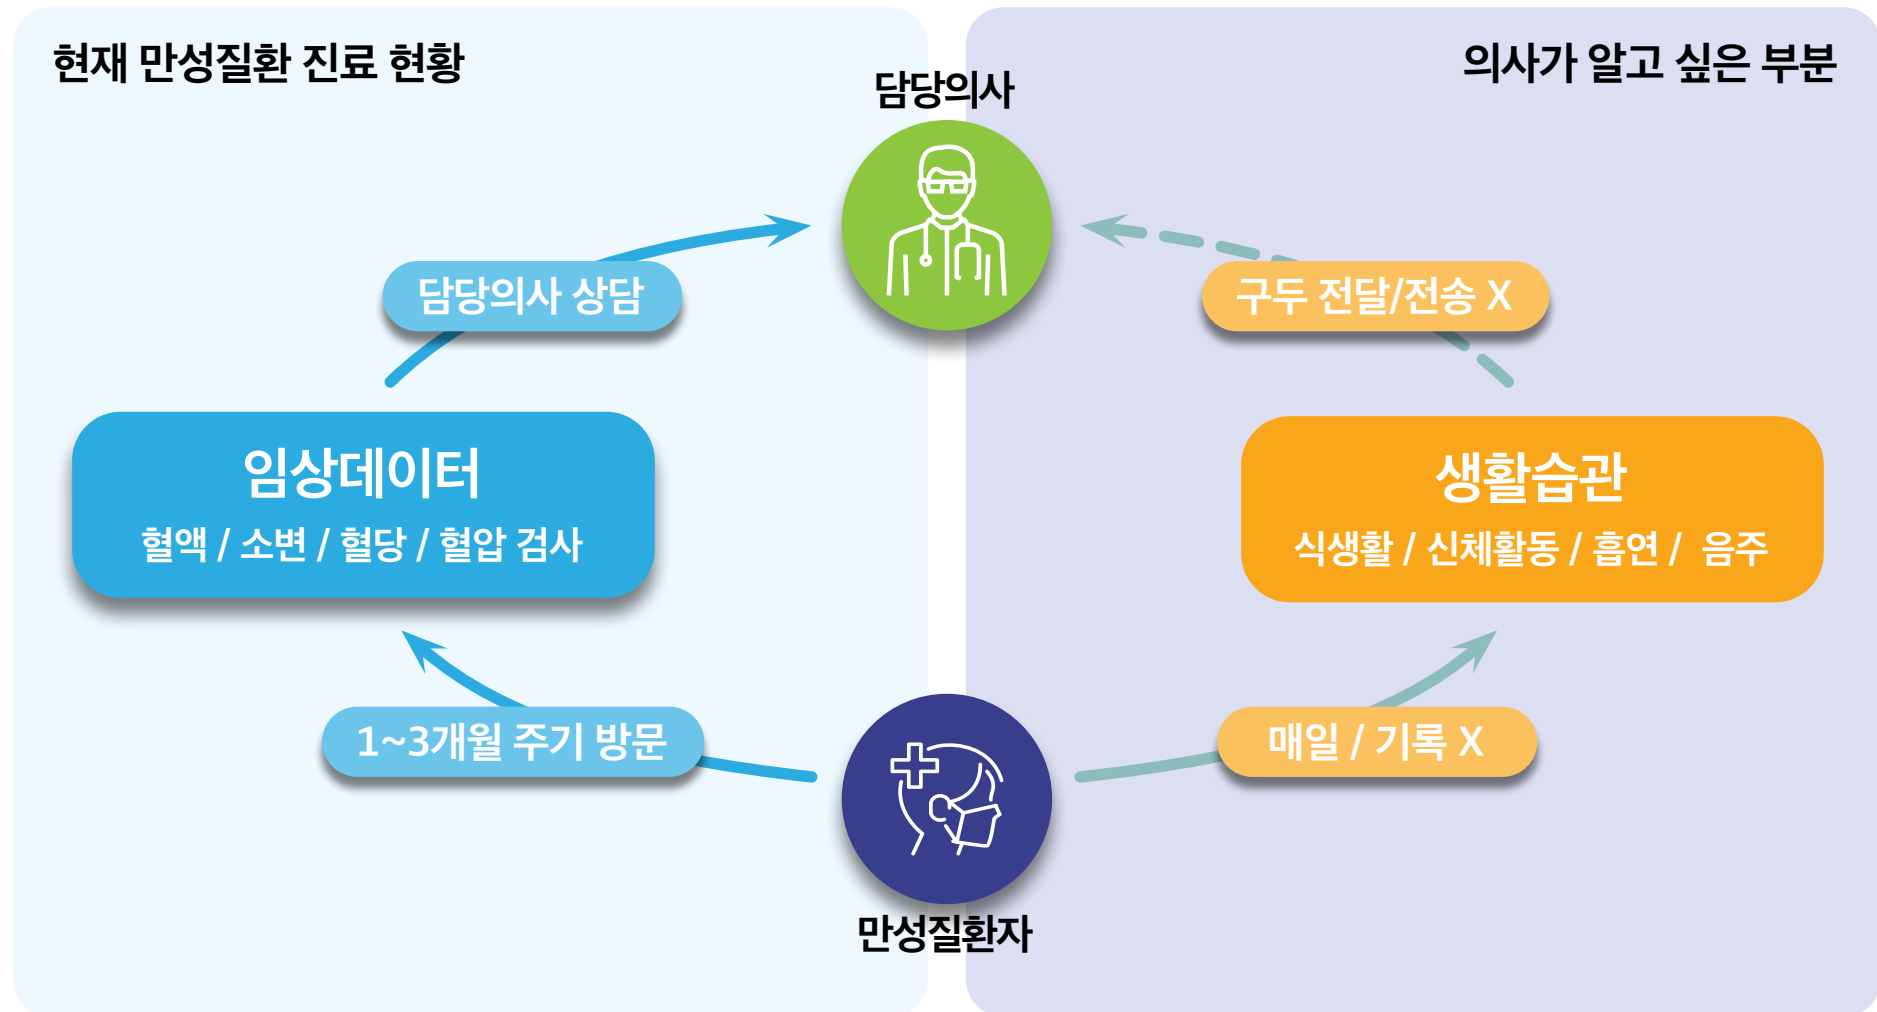 현재 만성질환 진료 현황
의사가 알고 싶은 부분
담당의사
담당의사 상담
구두 전달/전송 X
임상데이터
혈액 / 소변 / 혈당 / 혈압 검사
생활습관
식생활 / 신체활동 / 흡연 / 음주
1~3개월 주기 방문
매일 / 기록 X
만성질환자